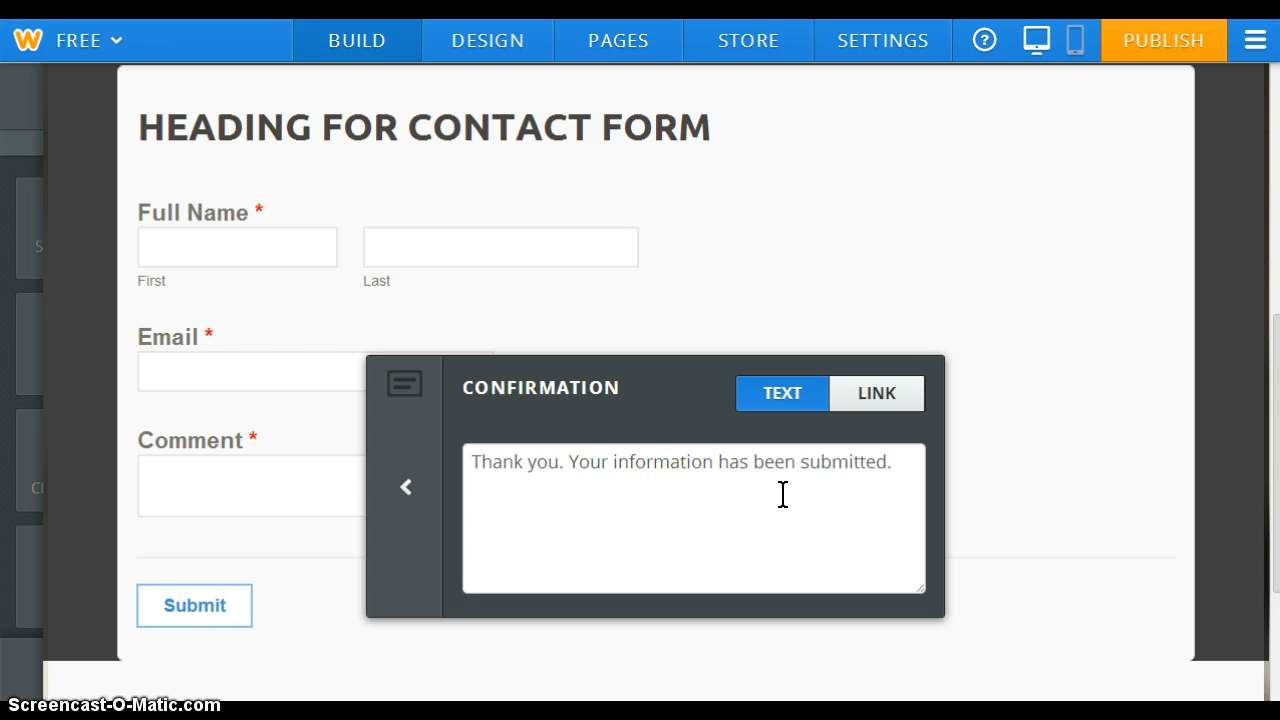 FREE BUILD DESIGN PAGES STORE SETTINGS ? PUBLISH
HEADING FOR CONTACT FORM
Full Name *
First Last
Email *
CONFIRMATION TEXT LINK
Comment *
Thank you. Your information has been submitted.
Submit
Screencast-O-Matic.com